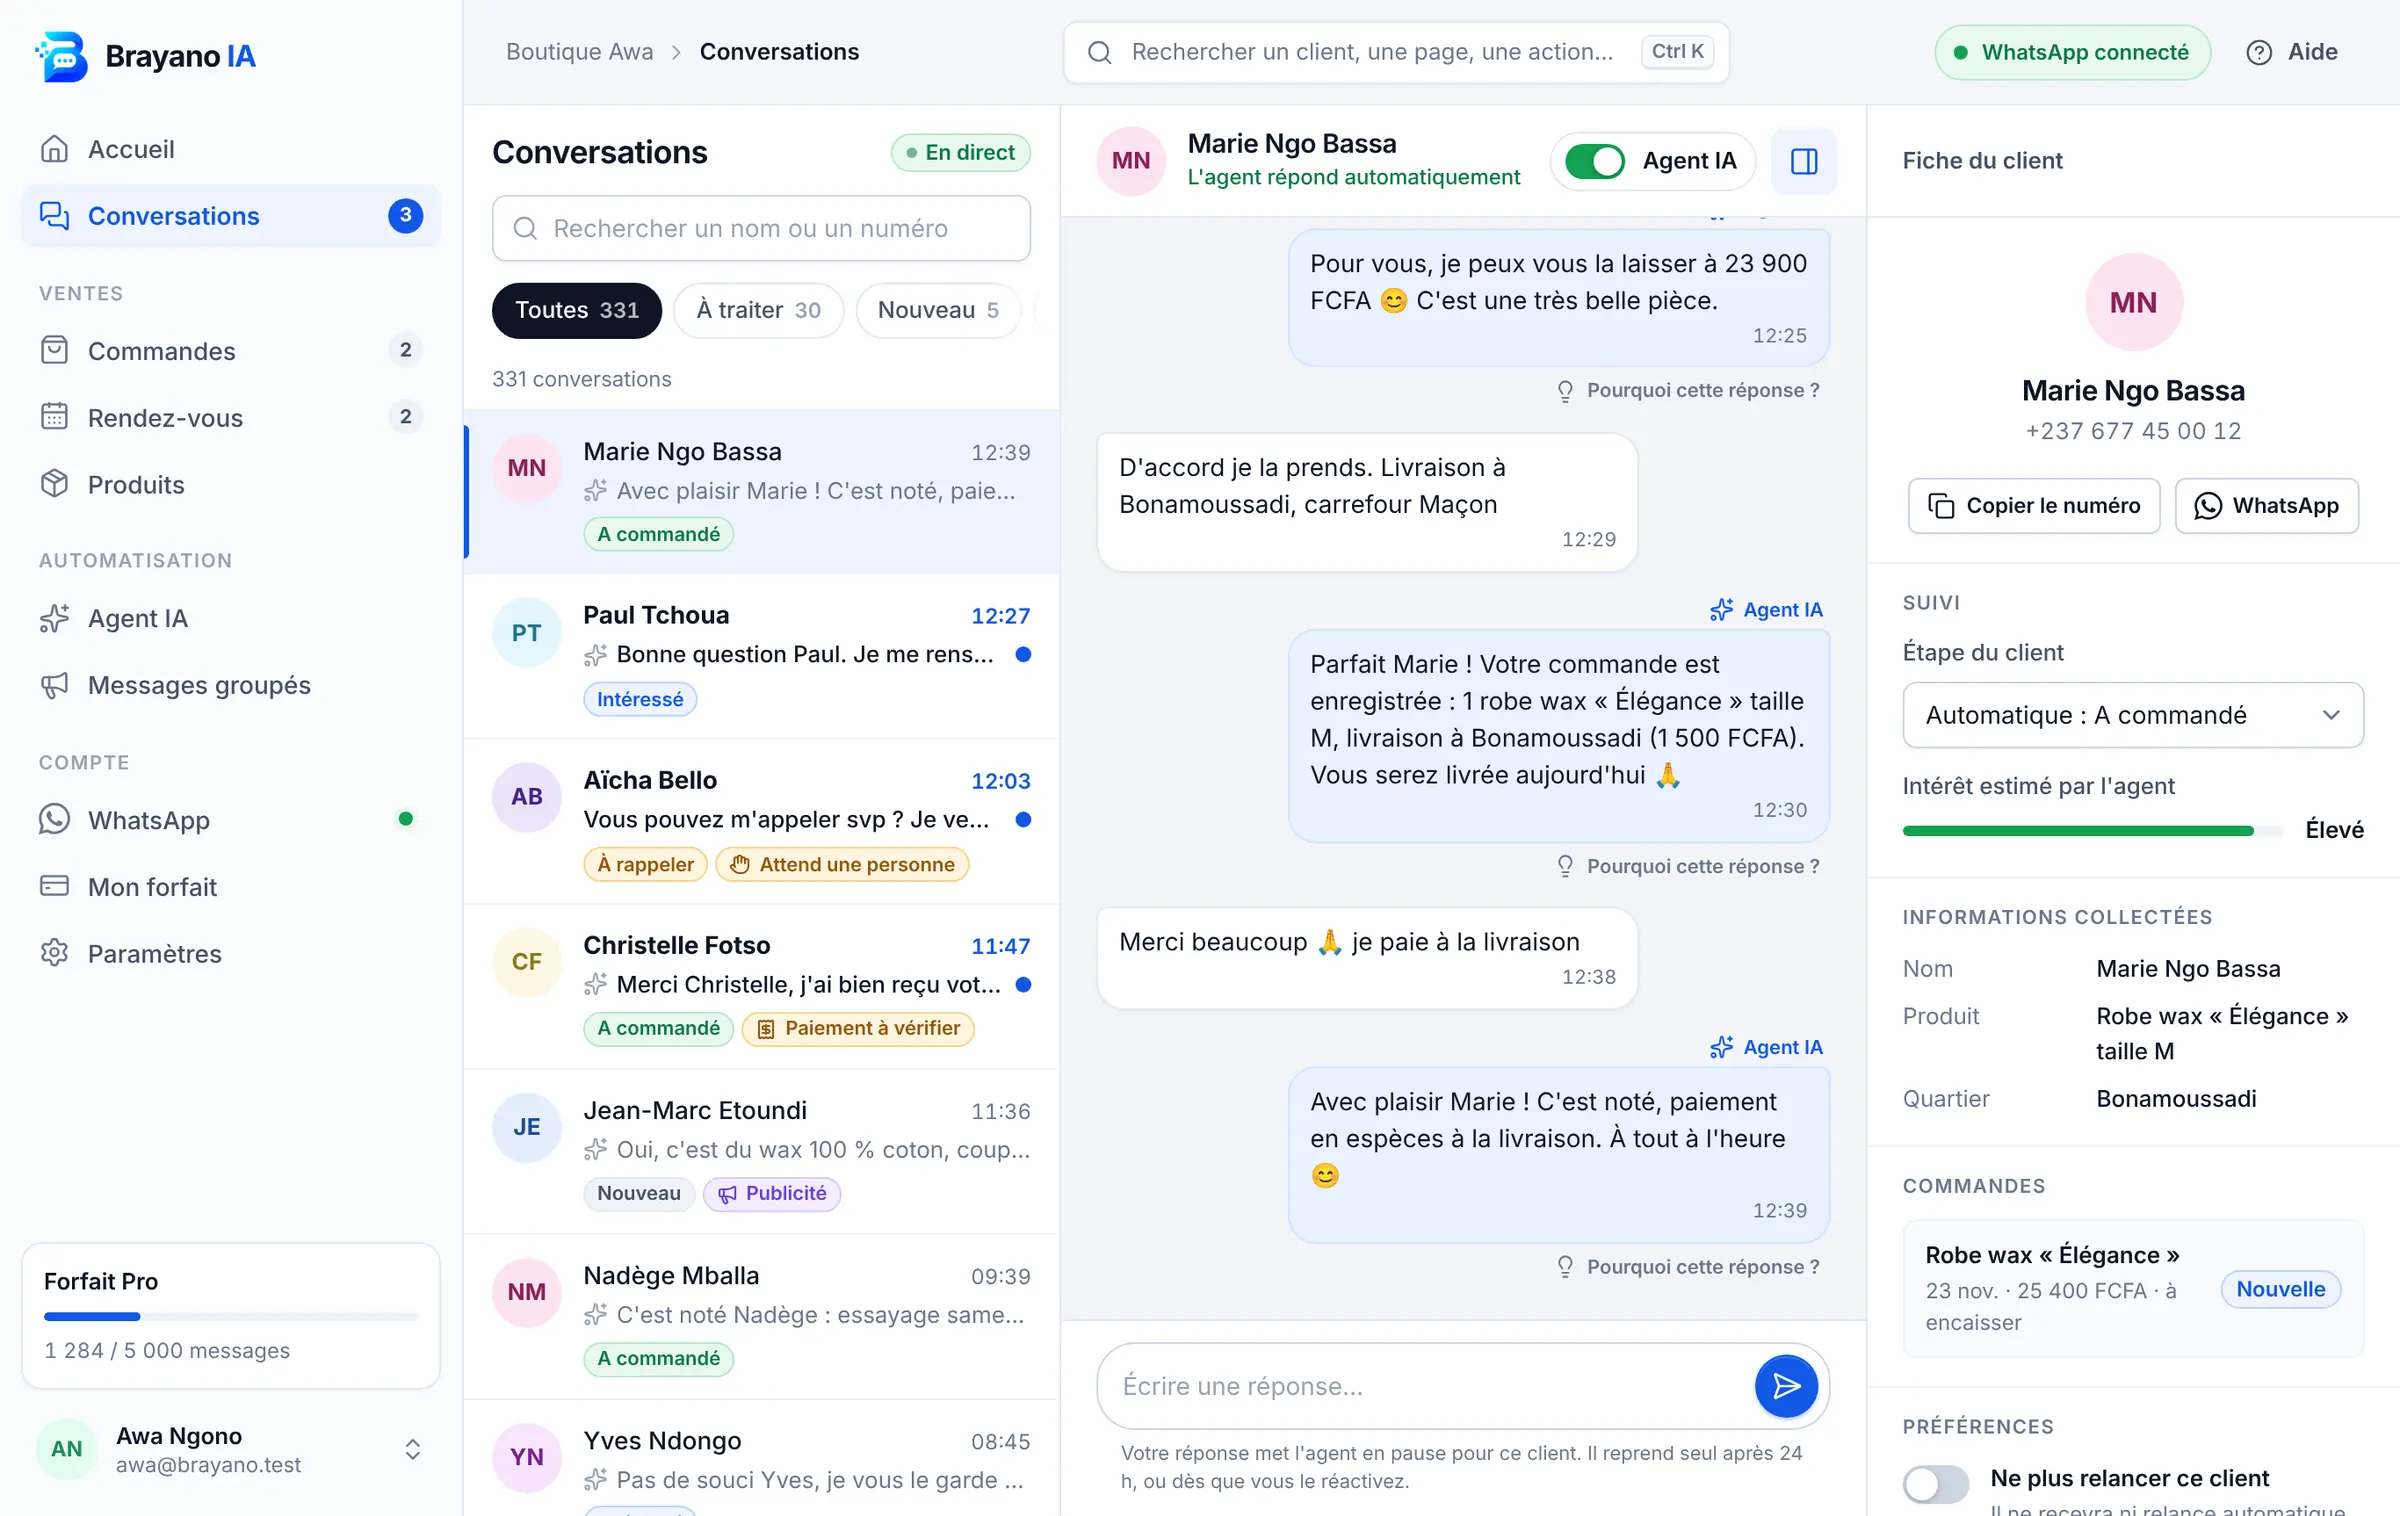 Brayano IA
Accueil
Conversations 3
VENTES
Commandes 2
Rendez-vous 2
Produits
AUTOMATISATION
Agent IA
Messages groupés
COMPTE
WhatsApp
Mon forfait
Paramètres
Forfait Pro
1 284 / 5 000 messages
AN
Awa Ngono
awa@brayano.test
Boutique Awa > Conversations
Rechercher un client, une page, une action... Ctrl K
WhatsApp connecté
Aide
Conversations
En direct
Rechercher un nom ou un numéro
Toutes 331
À traiter 30
Nouveau 5
331 conversations
MN
Marie Ngo Bassa 12:39
Avec plaisir Marie ! C'est noté, paie...
A commandé
PT
Paul Tchoua 12:27
Bonne question Paul. Je me rens...
Intéressé
AB
Aïcha Bello 12:03
Vous pouvez m'appeler svp ? Je ve...
À rappeler
Attend une personne
CF
Christelle Fotso 11:47
Merci Christelle, j'ai bien reçu vot...
A commandé
Paiement à vérifier
JE
Jean-Marc Etoundi 11:36
Oui, c'est du wax 100 % coton, coup...
Nouveau
Publicité
NM
Nadège Mballa 09:39
C'est noté Nadège : essayage same...
A commandé
YN
Yves Ndongo 08:45
Pas de souci Yves, je vous le garde ...
MN
Marie Ngo Bassa
L'agent répond automatiquement
Agent IA
Pour vous, je peux vous la laisser à 23 900
FCFA 😊 C'est une très belle pièce.
12:25
Pourquoi cette réponse ?
D'accord je la prends. Livraison à
Bonamoussadi, carrefour Maçon
12:29
Agent IA
Parfait Marie ! Votre commande est
enregistrée : 1 robe wax « Élégance » taille
M, livraison à Bonamoussadi (1 500 FCFA).
Vous serez livrée aujourd'hui 🙏
12:30
Pourquoi cette réponse ?
Merci beaucoup 🙏 je paie à la livraison
12:38
Agent IA
Avec plaisir Marie ! C'est noté, paiement
en espèces à la livraison. À tout à l'heure
😊
12:39
Pourquoi cette réponse ?
Écrire une réponse...
Votre réponse met l'agent en pause pour ce client. Il reprend seul après 24
h, ou dès que vous le réactivez.
Fiche du client
MN
Marie Ngo Bassa
+237 677 45 00 12
Copier le numéro
WhatsApp
SUIVI
Étape du client
Automatique : A commandé
Intérêt estimé par l'agent
Élevé
INFORMATIONS COLLECTÉES
Nom Marie Ngo Bassa
Produit Robe wax « Élégance »
taille M
Quartier Bonamoussadi
COMMANDES
Robe wax « Élégance »
23 nov. · 25 400 FCFA · à
encaisser
Nouvelle
PRÉFÉRENCES
Ne plus relancer ce client
Il ne recevra ni relance automatique